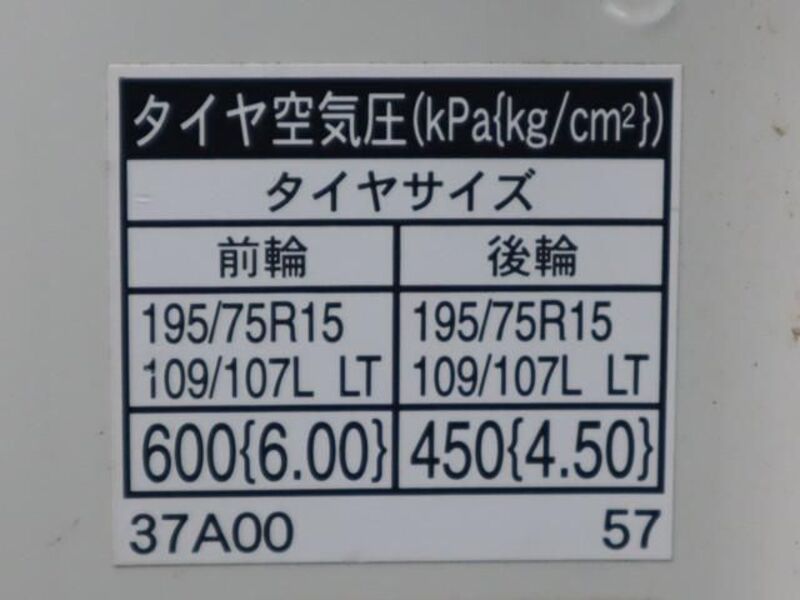 タイヤ空気圧(kPa{kg/cm²})
タイヤサイズ
前輪 後輪
195/75R15 195/75R15
109/107L LT 109/107L LT
600{6.00} 450{4.50}
37A00 57